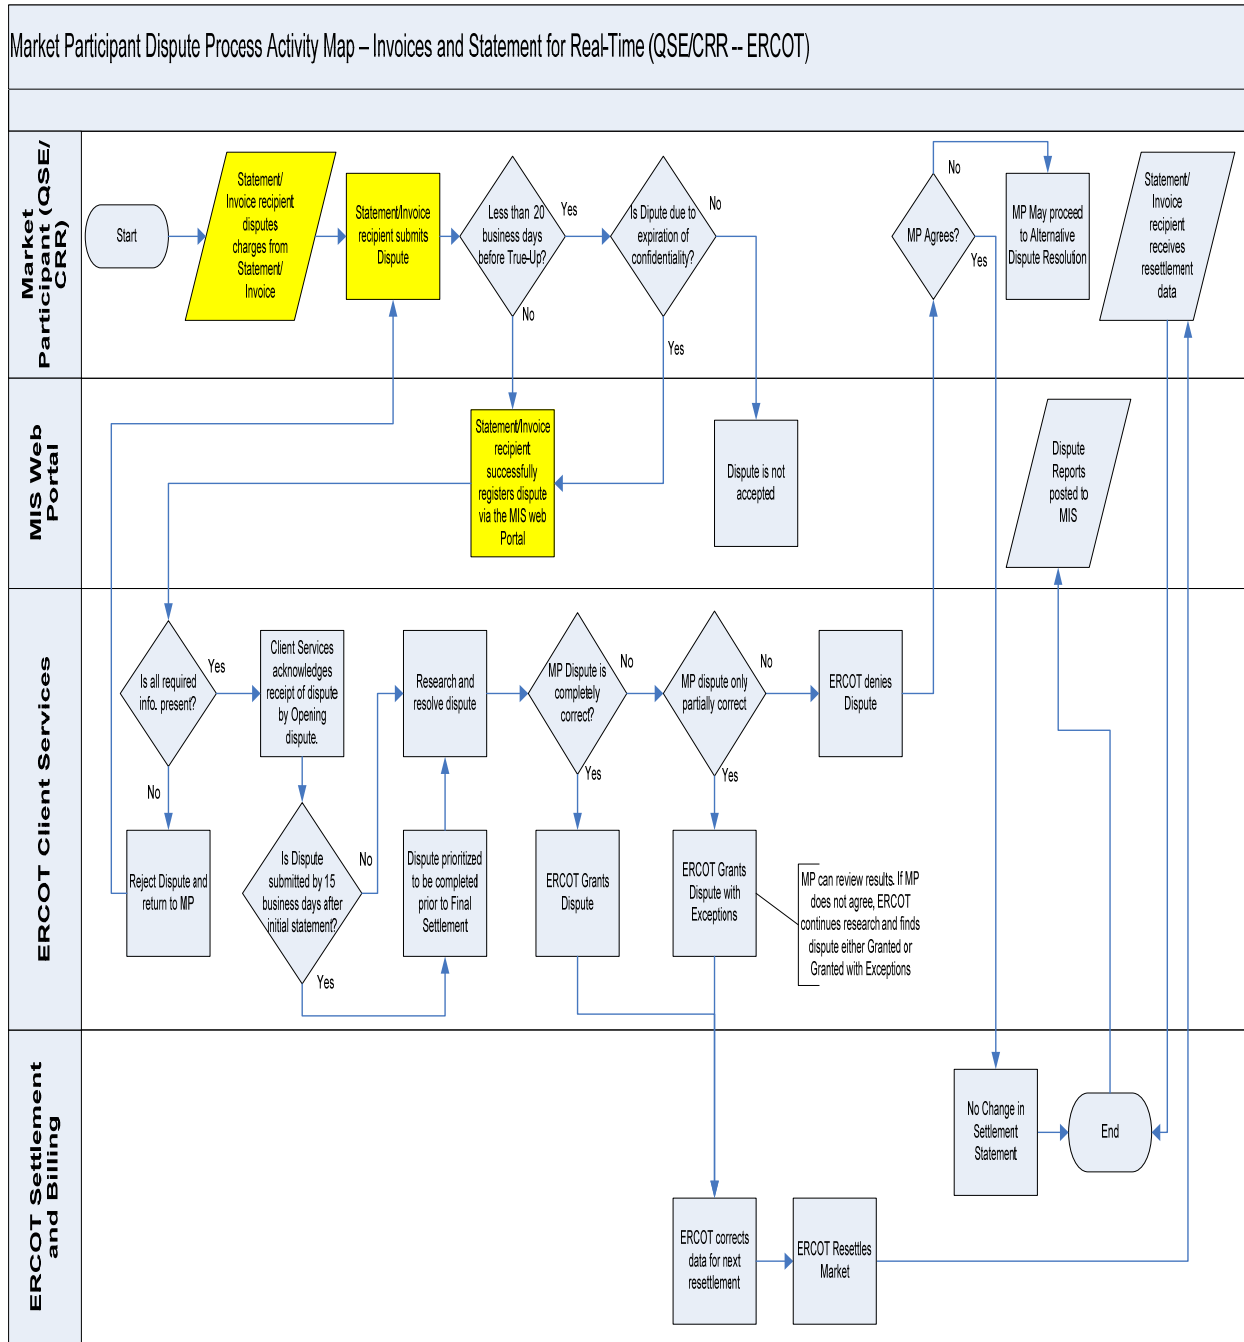 Market Participant Dispute Process Activity Map – Invoices and Statement for Real-Time (QSE/CRR -- ERCOT)
Market
Participant (QSE/
CRR)
Start
Statement/
Invoice recipient
disputes
charges from
Statement/
Invoice
Statement/Invoice
recipient submits
Dispute
Less than 20
business days
before True-Up?
Yes
No
Is Dipute due to
expiration of
confidentiality?
No
Yes
MP Agrees?
No
Yes
MP May proceed
to Alternative
Dispute Resolution
Statement/
Invoice
recipient
receives
resettlement
data
MIS Web
Portal
Statement/Invoice
recipient
successfully
registers dispute
via the MIS web
Portal
Dispute is not
accepted
Dispute
Reports
posted to
MIS
ERCOT Client Services
Is all required
info. present?
Yes
No
Client Services
acknowledges
receipt of dispute
by Opening
dispute.
Research and
resolve dispute
MP Dispute is
completely
correct?
No
Yes
MP dispute only
partially correct
No
Yes
ERCOT denies
Dispute
Reject Dispute and
return to MP
Is Dispute
submitted by 15
business days after
initial statement?
No
Yes
Dispute prioritized
to be completed
prior to Final
Settlement
ERCOT Grants
Dispute
ERCOT Grants
Dispute with
Exceptions
MP can review results. If MP
does not agree, ERCOT
continues research and finds
dispute either Granted or
Granted with Exceptions
ERCOT Settlement
and Billing
No Change in
Settlement
Statement
End
ERCOT corrects
data for next
resettlement
ERCOT Resettles
Market